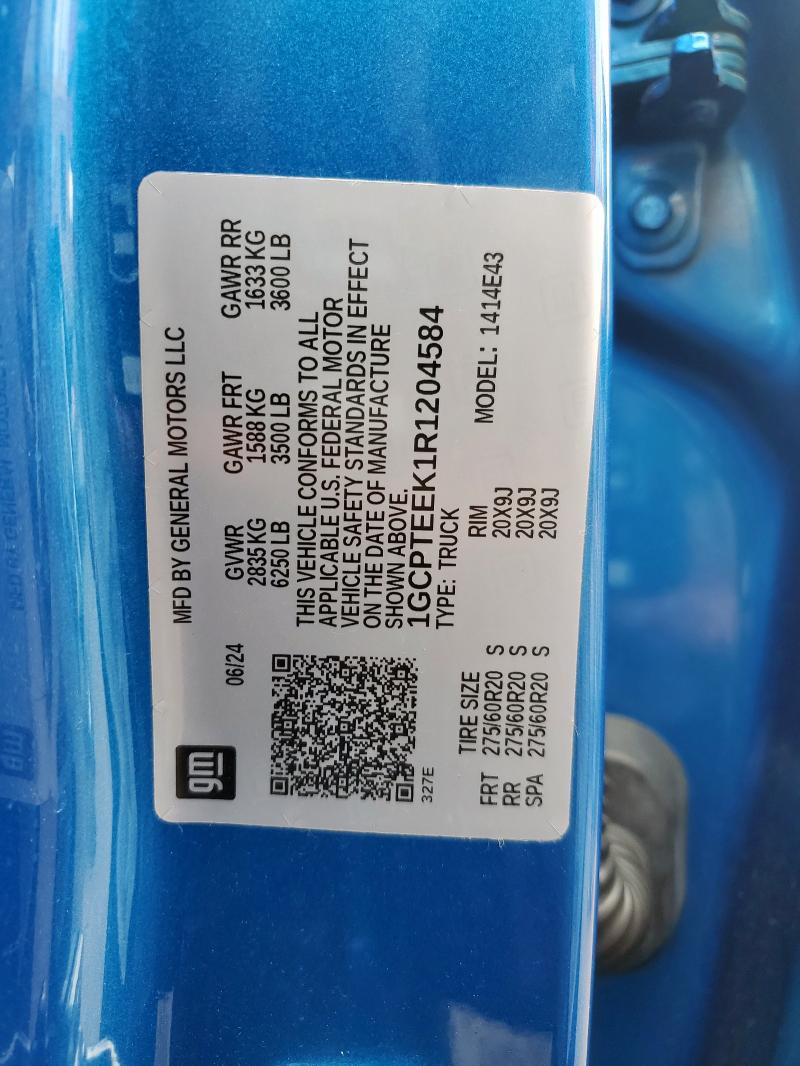 gm
MFD BY GENERAL MOTORS LLC
06/24
GVWR GAWR FRT GAWR RR
2835 KG 1588 KG 1633 KG
6250 LB 3500 LB 3600 LB
THIS VEHICLE CONFORMS TO ALL
APPLICABLE U.S. FEDERAL MOTOR
VEHICLE SAFETY STANDARDS IN EFFECT
ON THE DATE OF MANUFACTURE
SHOWN ABOVE.
1GCPTEEK1R1204584
327E
TYPE: TRUCK
MODEL: 1414E43
TIRE SIZE RIM
FRT 275/60R20 S 20X9J
RR 275/60R20 S 20X9J
SPA 275/60R20 S 20X9J